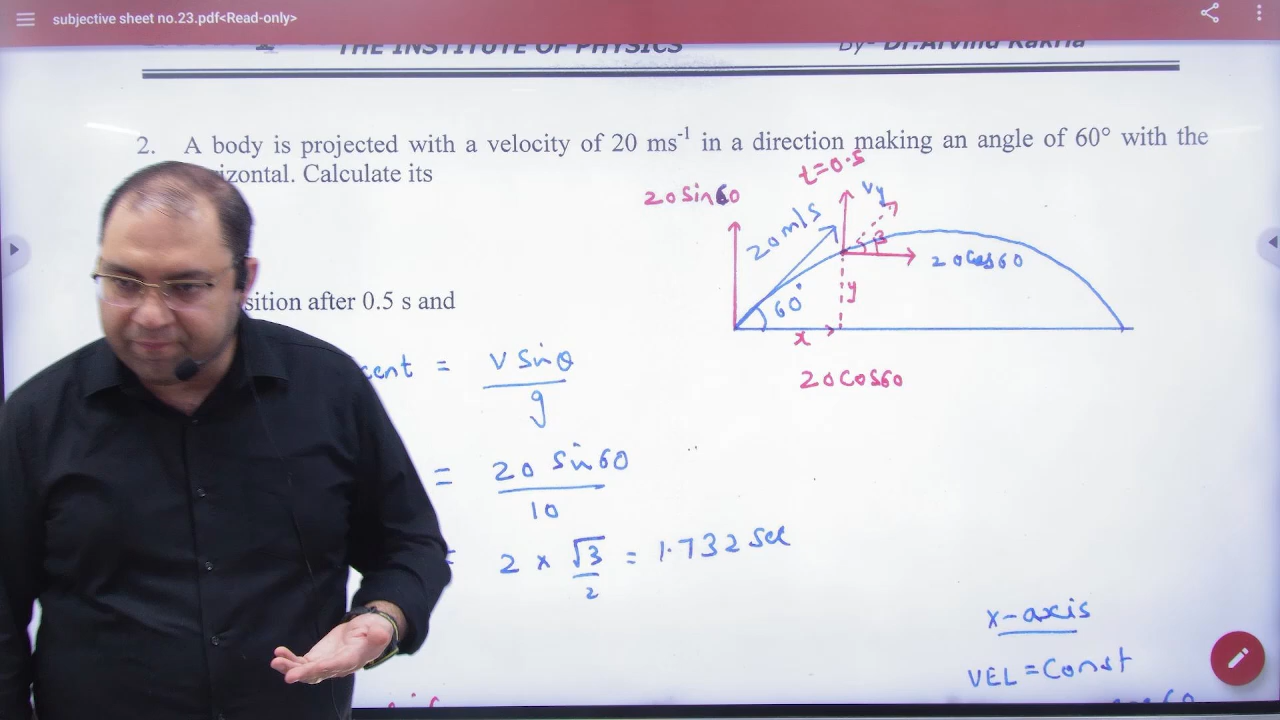 subjective sheet no.23.pdf<Read-only>
THE INSTITUTE OF PHYSICS By- Dr.Arvind Kakria
2. A body is projected with a velocity of 20 ms⁻¹ in a direction making an angle of 60° with the
izontal. Calculate its
t=0.5
20 sin60
20m/s
vy
β
20cos60
60°
y
x
20cos60
sition after 0.5 s and
cent = v sinθ / g
= 20 sin60 / 10
= 2 × √3 / 2 = 1.732 sec
x-axis
VEL = Const